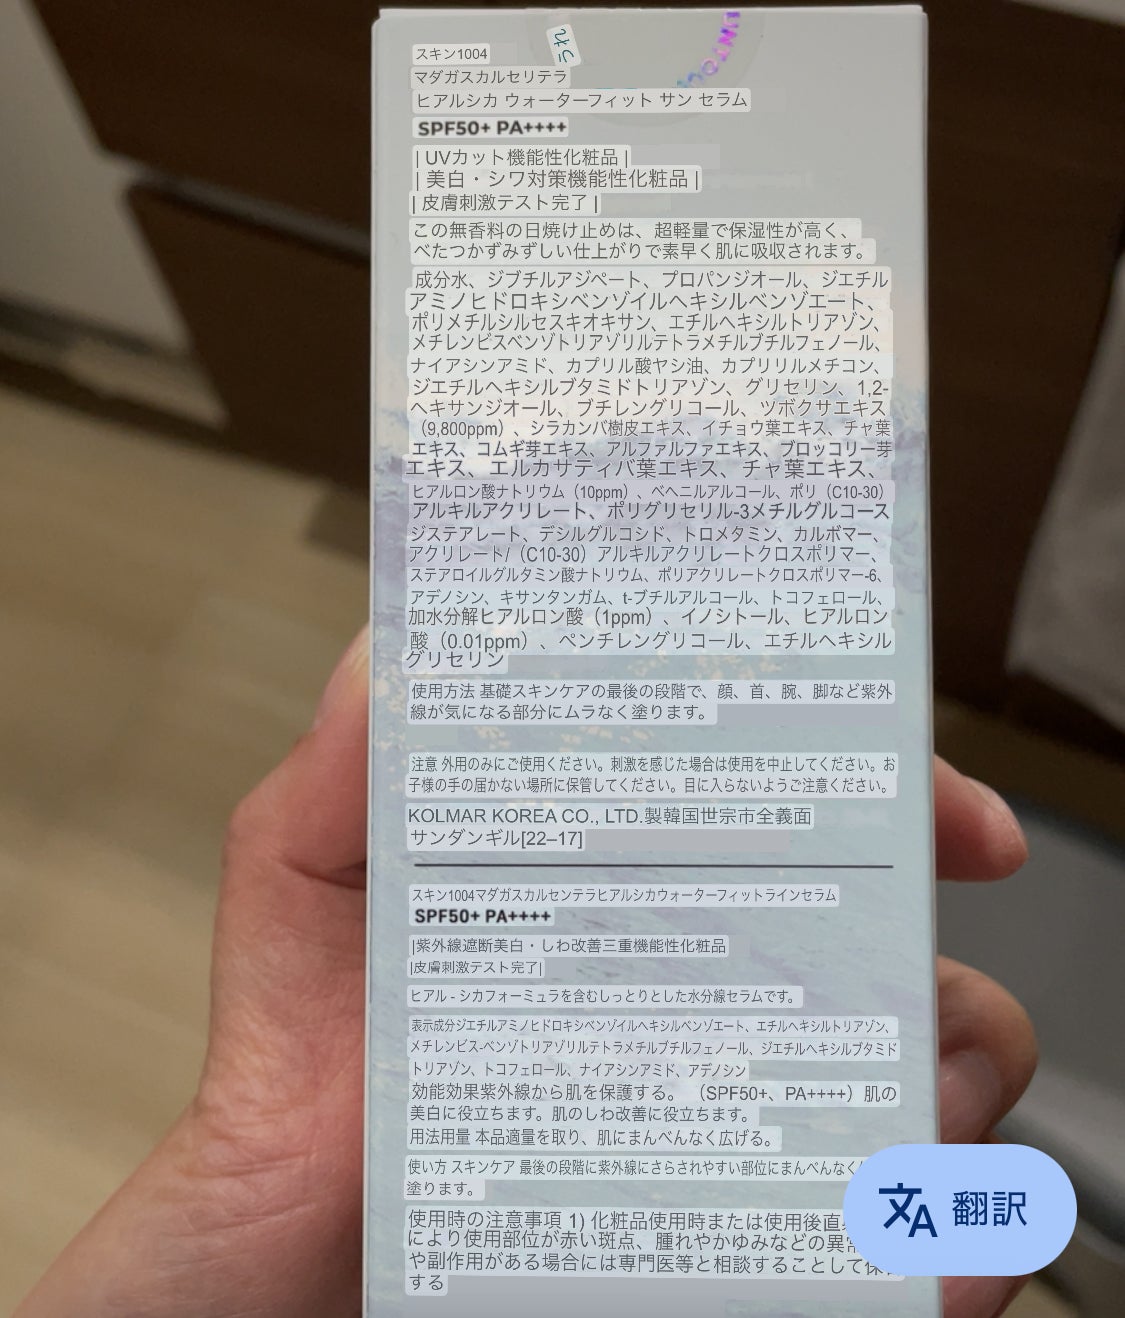 スキン1004
マダガスカルセリテラ
ヒアルシカ ウォーターフィット サン セラム
SPF50+ PA++++
| UVカット機能性化粧品 |
| 美白・シワ対策機能性化粧品 |
| 皮膚刺激テスト完了 |
この無香料の日焼け止めは、超軽量で保湿性が高く、
べたつかずみずしい仕上がりで素早く肌に吸収されます。
成分水、ジブチルアジペート、プロパンジオール、ジエチル
アミノヒドロキシベンゾイルヘキシルベンゾエート、
ポリメチルシルセスキオキサン、エチルヘキシルトリアゾン、
メチレンビスベンゾトリアゾリルテトラメチルブチルフェノール、
ナイアシンアミド、カプリル酸ヤシ油、カプリリルメチコン、
ジエチルヘキシルブタミドトリアゾン、グリセリン、1,2-
ヘキサンジオール、ブチレングリコール、ツボクサエキス
（9,800ppm）、シラカンバ樹皮エキス、イチョウ葉エキス、チャ葉
エキス、コムギ芽エキス、アルファルファエキス、ブロッコリー芽
エキス、エルカサティバ葉エキス、チャ葉エキス、
ヒアルロン酸ナトリウム（10ppm）、ベヘニルアルコール、ポリ（C10-30）
アルキルアクリレート、ポリグリセリル-3メチルグルコース
ジステアレート、デシルグルコシド、トロメタミン、カルボマー、
アクリレート/（C10-30）アルキルアクリレートクロスポリマー、
ステアロイルグルタミン酸ナトリウム、ポリアクリレートクロスポリマー-6、
アデノシン、キサンタンガム、t-ブチルアルコール、トコフェロール、
加水分解ヒアルロン酸（1ppm）、イノシトール、ヒアルロン
酸（0.01ppm）、ペンチレングリコール、エチルヘキシル
グリセリン
使用方法 基礎スキンケアの最後の段階で、顔、首、腕、脚など紫外
線が気になる部分にムラなく塗ります。
注意 外用のみにご使用ください。刺激を感じた場合は使用を中止してください。お
子様の手の届かない場所に保管してください。目に入らないようご注意ください。
KOLMAR KOREA CO., LTD.製韓国世宗市全義面
サンダンギル[22–17]
スキン1004マダガスカルセンテラヒアルシカウォーターフィットラインセラム
SPF50+ PA++++
|紫外線遮断美白・しわ改善三重機能性化粧品
|皮膚刺激テスト完了|
ヒアル - シカフォーミュラを含むしっとりとした水分線セラムです。
表示成分ジエチルアミノヒドロキシベンゾイルヘキシルベンゾエート、エチルヘキシルトリアゾン、
メチレンビス-ベンゾトリアゾリルテトラメチルブチルフェノール、ジエチルヘキシルブタミド
トリアゾン、トコフェロール、ナイアシンアミド、アデノシン
効能効果紫外線から肌を保護する。（SPF50+、PA++++）肌の
美白に役立ちます。肌のしわ改善に役立ちます。
用法用量 本品適量を取り、肌にまんべんなく広げる。
使い方 スキンケア 最後の段階に紫外線にさらされやすい部位にまんべんなく
塗ります。
使用時の注意事項 1) 化粧品使用時または使用後直
により使用部位が赤い斑点、腫れやかゆみなどの異常
や副作用がある場合には専門医等と相談することして保
する
翻訳